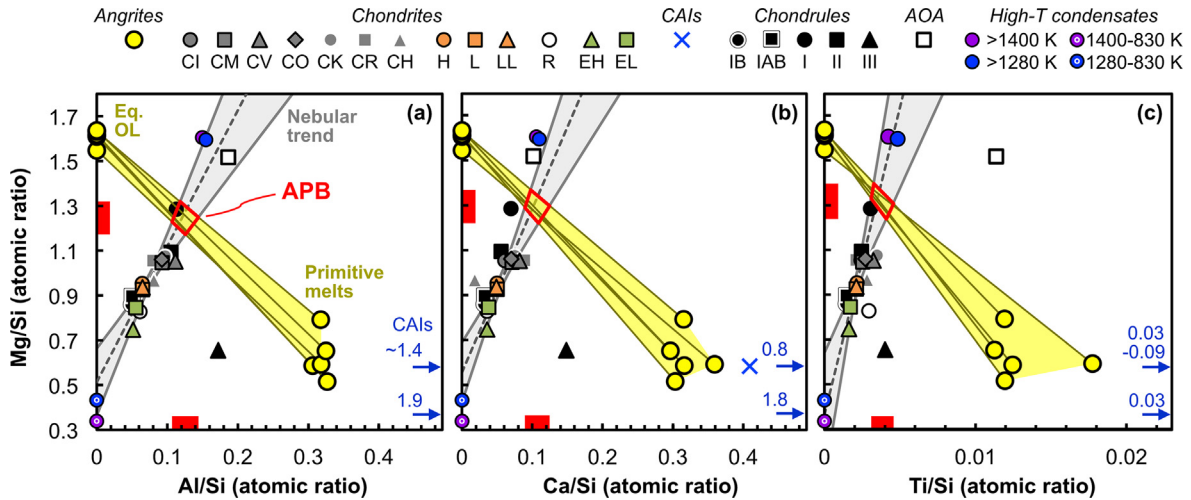 Angrites Chondrites CAIs Chondrules AOA High-T condensates
>1400 K 1400-830 K
CI CM CV CO CK CR CH H L LL R EH EL IB IAB I II III >1280 K 1280-830 K
Mg/Si (atomic ratio)
1.7
1.5
1.3
1.1
0.9
0.7
0.5
0.3
Eq.
OL
Nebular
trend
(a)
APB
Primitive
melts
CAIs
~1.4
1.9
0 0.1 0.2 0.3 0.4
Al/Si (atomic ratio)
(b)
0.8
1.8
0 0.1 0.2 0.3 0.4
Ca/Si (atomic ratio)
(c)
0.03
-0.09
0.03
0 0.01 0.02
Ti/Si (atomic ratio)